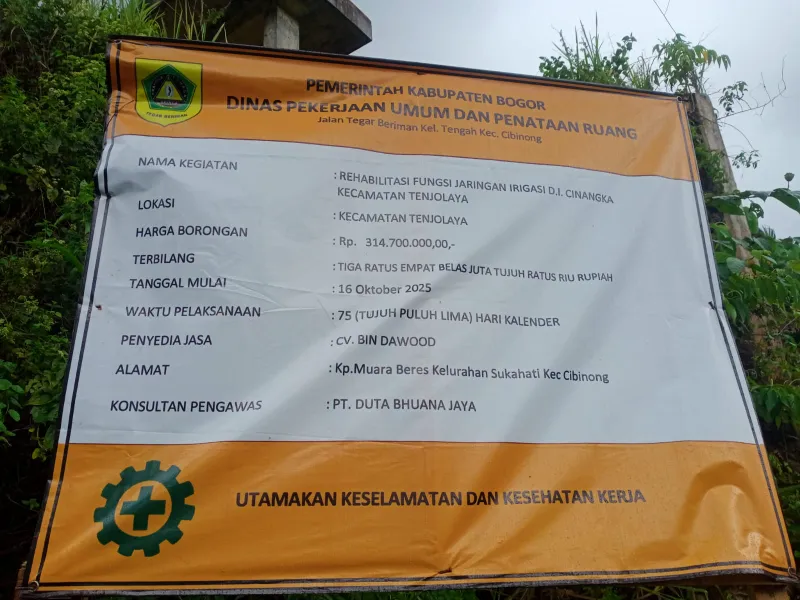 PEMERINTAH KABUPATEN BOGOR
DINAS PEKERJAAN UMUM DAN PENATAAN RUANG
Jalan Tegar Beriman Kel. Tengah Kec. Cibinong
TEGAR BERIMAN
NAMA KEGIATAN : REHABILITASI FUNGSI JARINGAN IRIGASI D.I. CINANGKA
KECAMATAN TENJOLAYA
LOKASI : KECAMATAN TENJOLAYA
HARGA BORONGAN : Rp. 314.700.000,00,-
TERBILANG : TIGA RATUS EMPAT BELAS JUTA TUJUH RATUS RIU RUPIAH
TANGGAL MULAI : 16 Oktober 2025
WAKTU PELAKSANAAN : 75 (TUJUH PULUH LIMA) HARI KALENDER
PENYEDIA JASA : CV. BIN DAWOOD
ALAMAT : Kp.Muara Beres Kelurahan Sukahati Kec Cibinong
KONSULTAN PENGAWAS : PT. DUTA BHUANA JAYA
UTAMAKAN KESELAMATAN DAN KESEHATAN KERJA